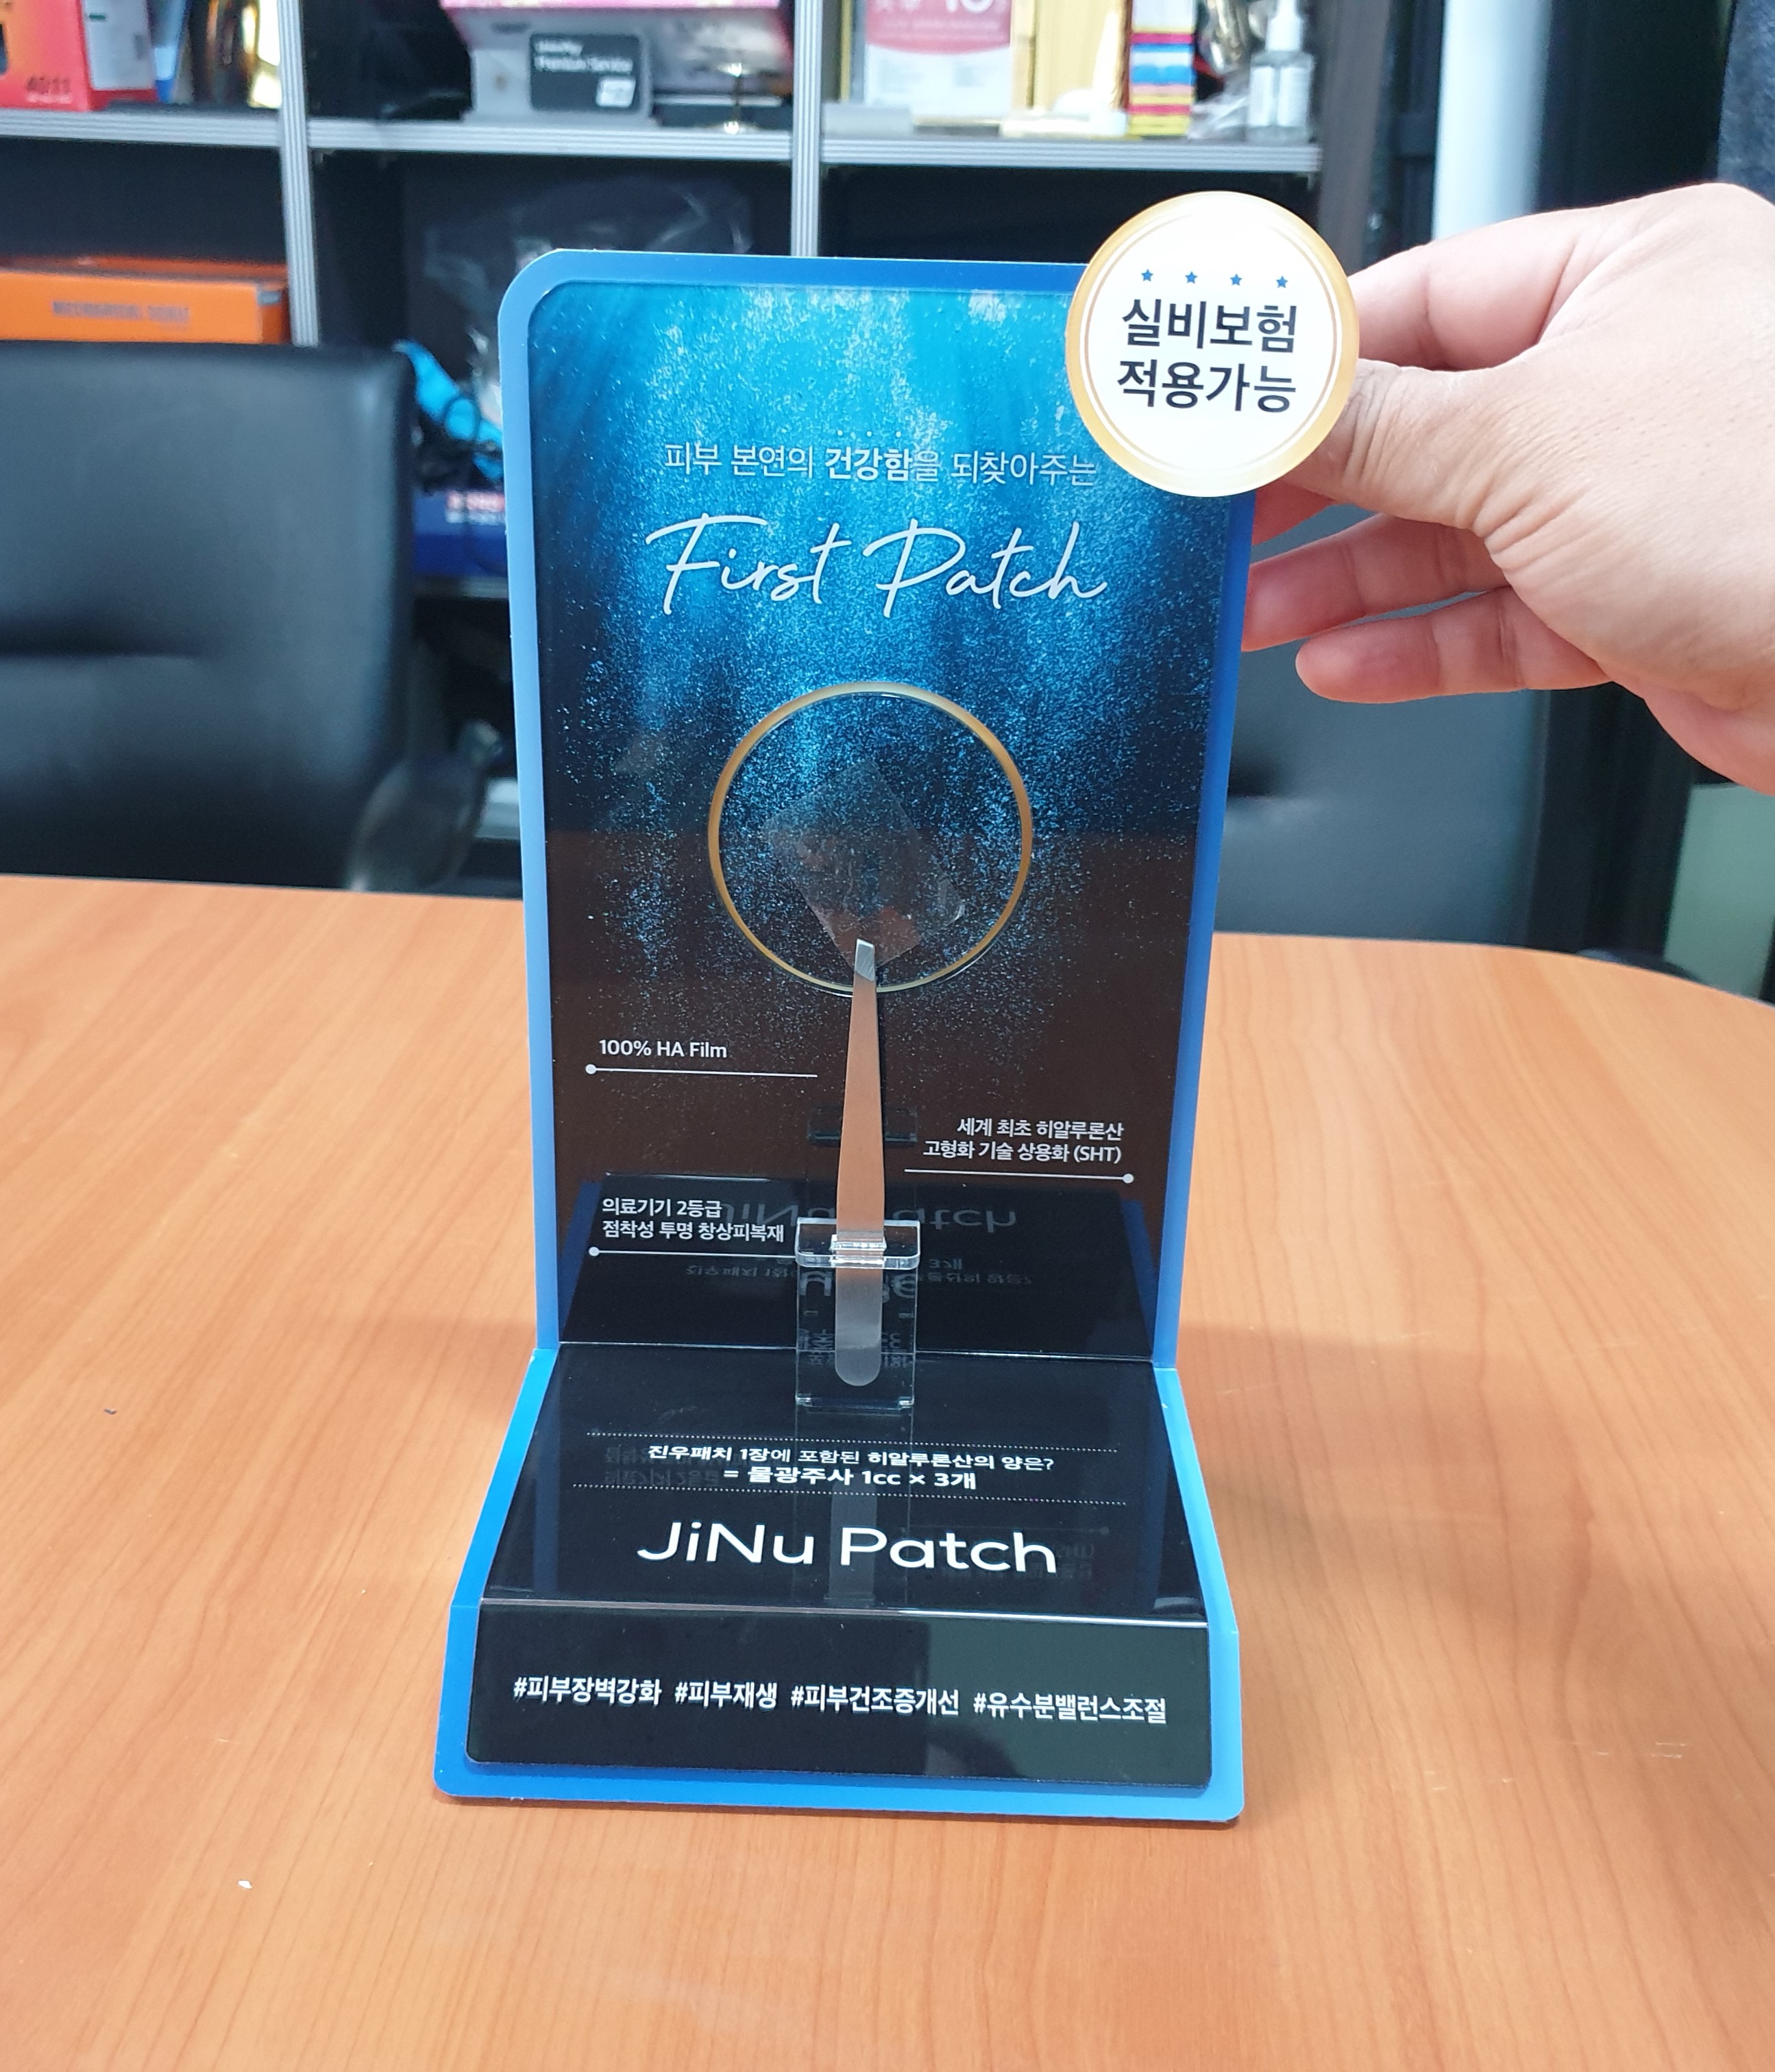 실비보험
적용가능
피부 본연의 건강함을 되찾아주는
First Patch
100% HA Film
세계 최초 히알루론산
고형화 기술 상용화 (SHT)
의료기기 2등급
점착성 투명 창상피복재
진우패치 1장에 포함된 히알루론산의 양은?
= 물광주사 1cc × 3개
JiNu Patch
#피부장벽강화 #피부재생 #피부건조증개선 #유수분밸런스조절